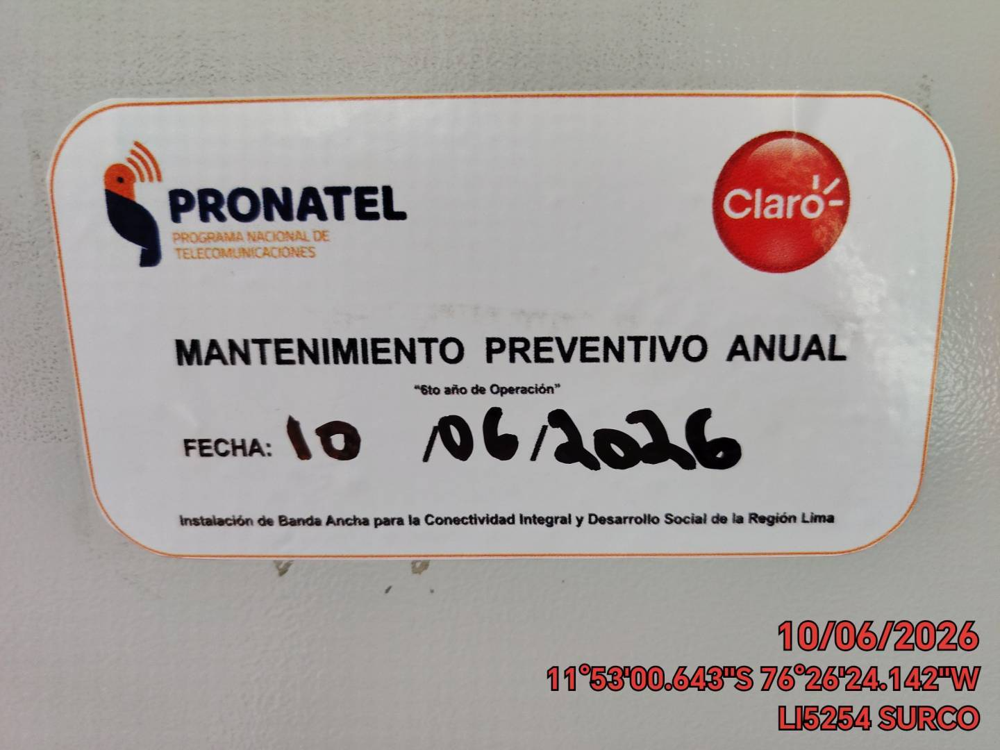 PRONATEL
PROGRAMA NACIONAL DE
TELECOMUNICACIONES
Claro
MANTENIMIENTO PREVENTIVO ANUAL
"6to año de Operación"
FECHA: 10 /06/2026
Instalación de Banda Ancha para la Conectividad Integral y Desarrollo Social de la Región Lima
10/06/2026
11°53'00.643"S 76°26'24.142"W
LI5254 SURCO